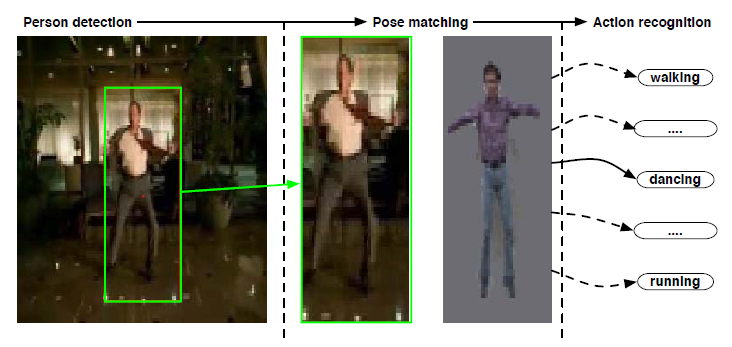 Person detection
Pose matching
Action recognition
walking
....
dancing
....
running